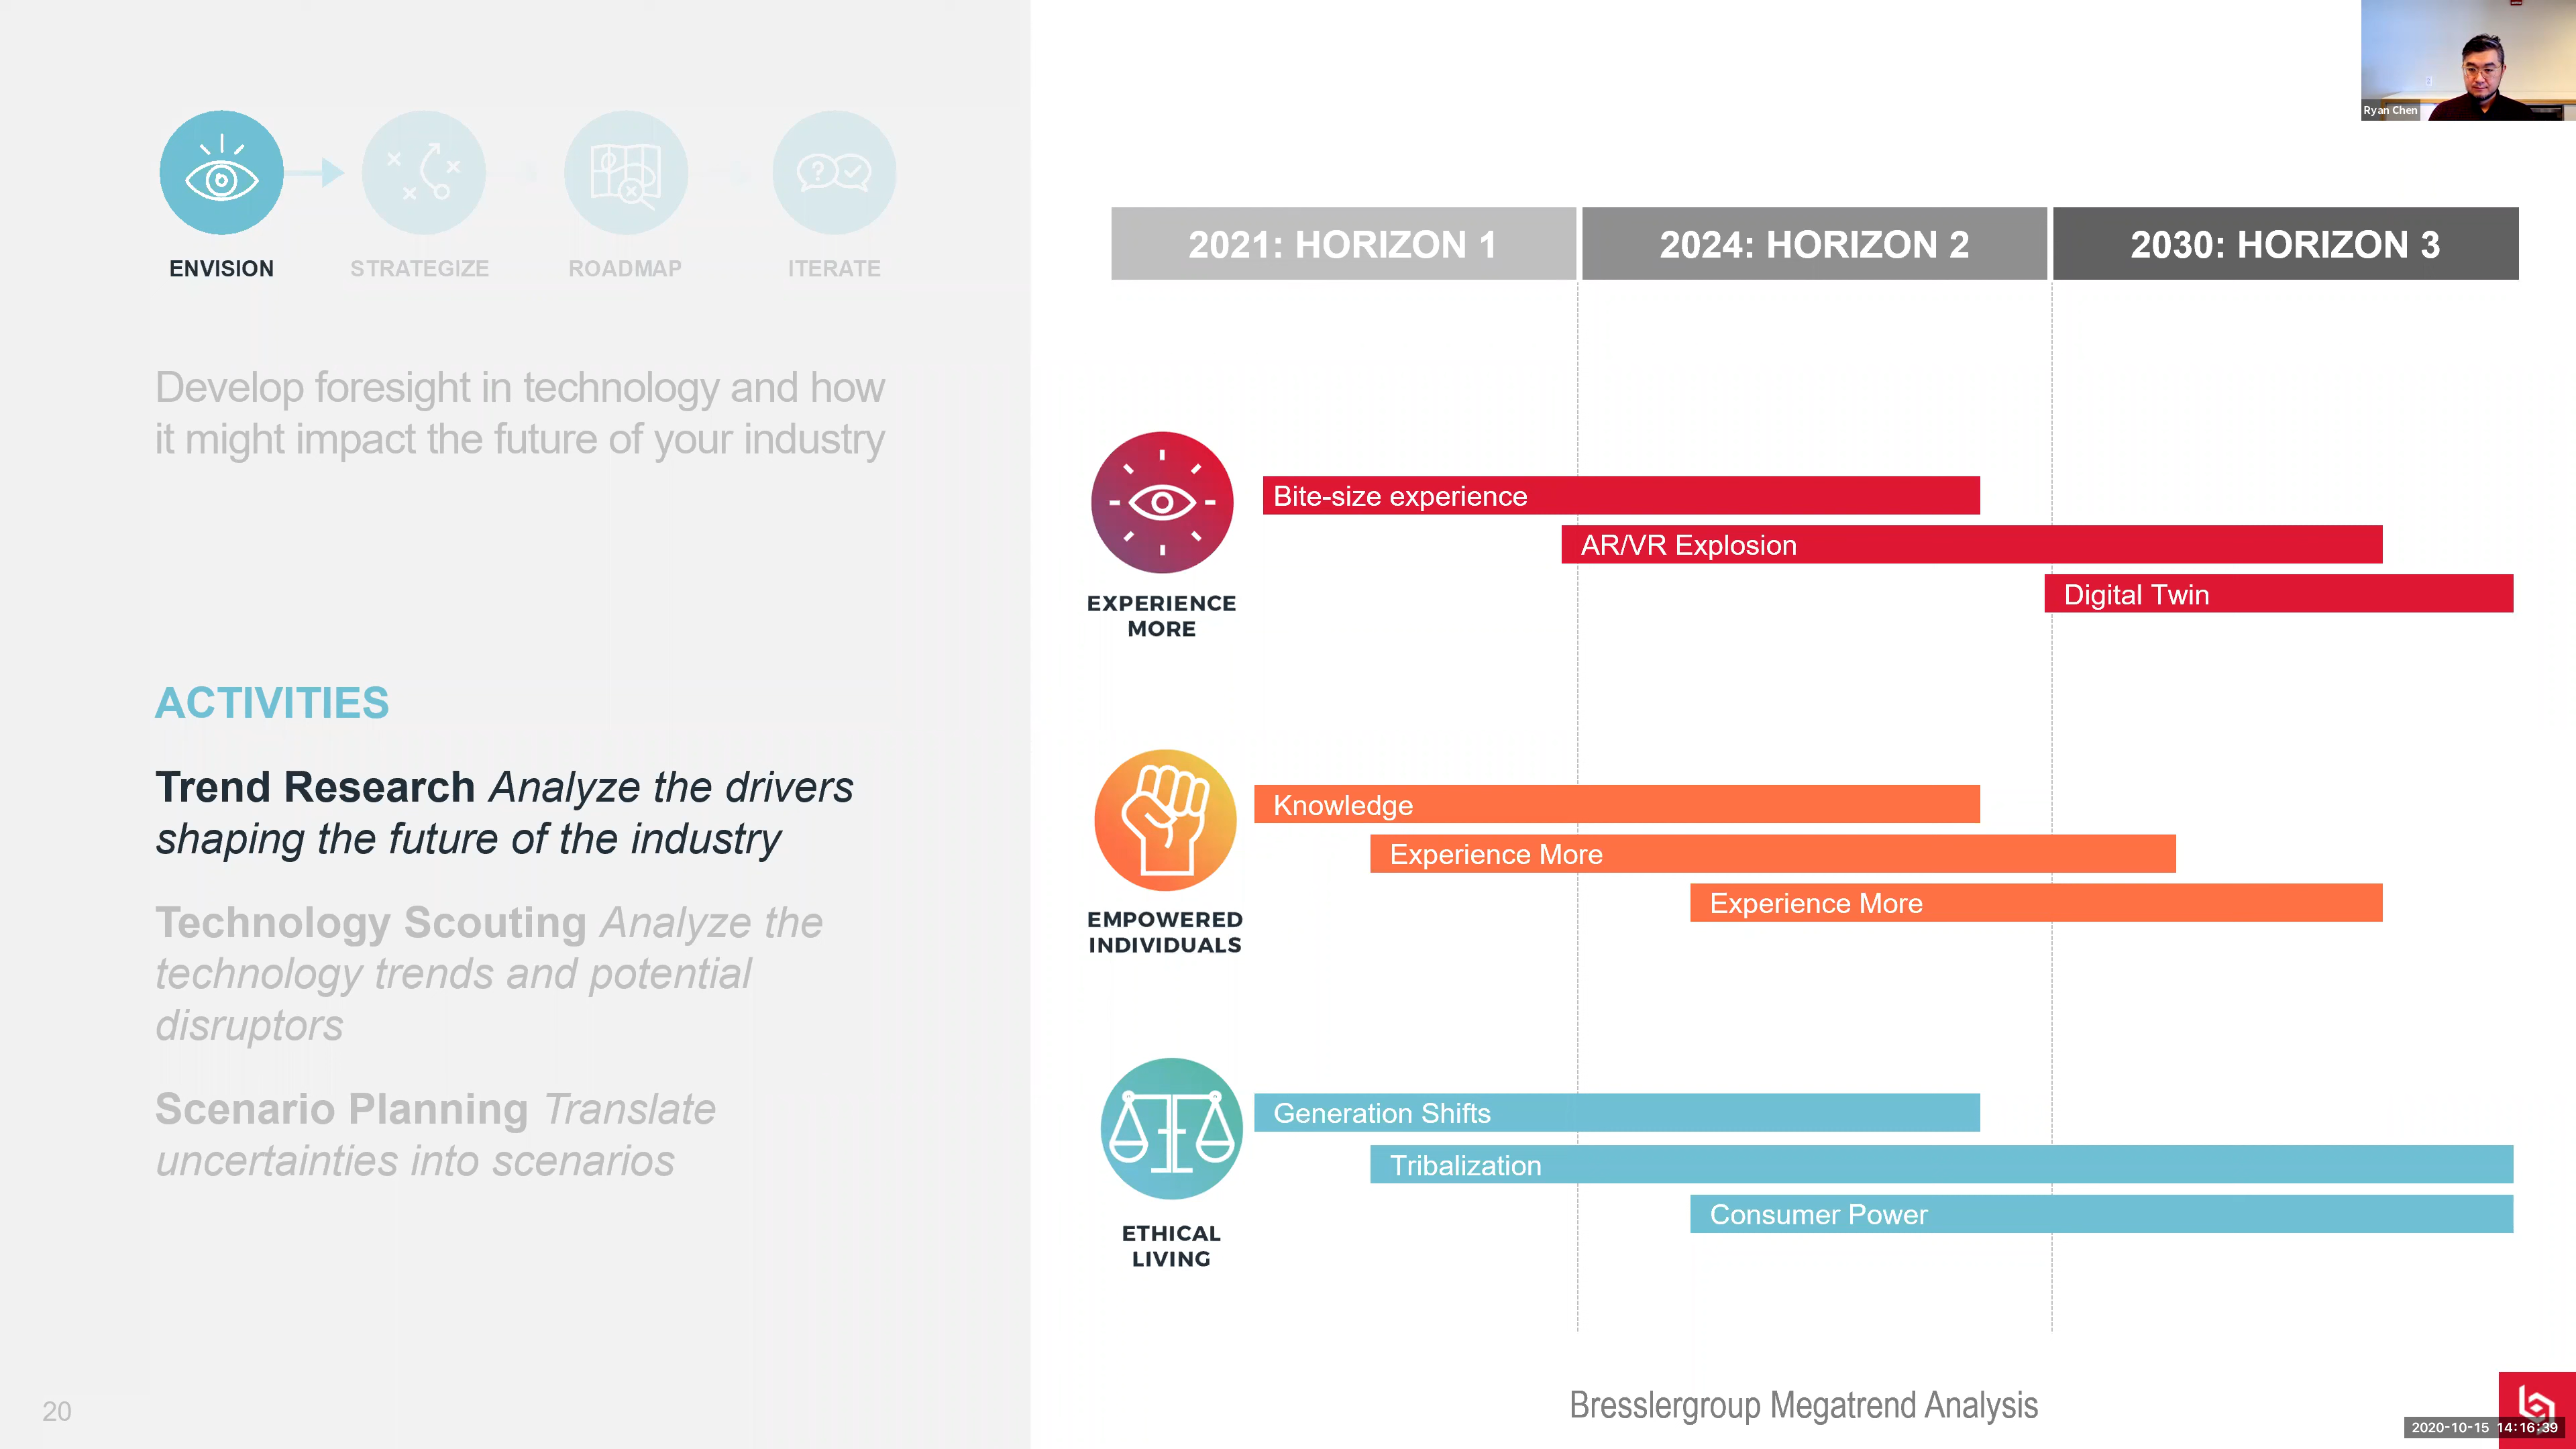 Ryan Chen
ENVISION
STRATEGIZE
ROADMAP
ITERATE
Develop foresight in technology and how
it might impact the future of your industry
ACTIVITIES
Trend Research Analyze the drivers
shaping the future of the industry
Technology Scouting Analyze the
technology trends and potential
disruptors
Scenario Planning Translate
uncertainties into scenarios
20
2021: HORIZON 1
2024: HORIZON 2
2030: HORIZON 3
EXPERIENCE
MORE
Bite-size experience
AR/VR Explosion
Digital Twin
EMPOWERED
INDIVIDUALS
Knowledge
Experience More
Experience More
ETHICAL
LIVING
Generation Shifts
Tribalization
Consumer Power
Bresslergroup Megatrend Analysis
2020-10-15 14:16:39